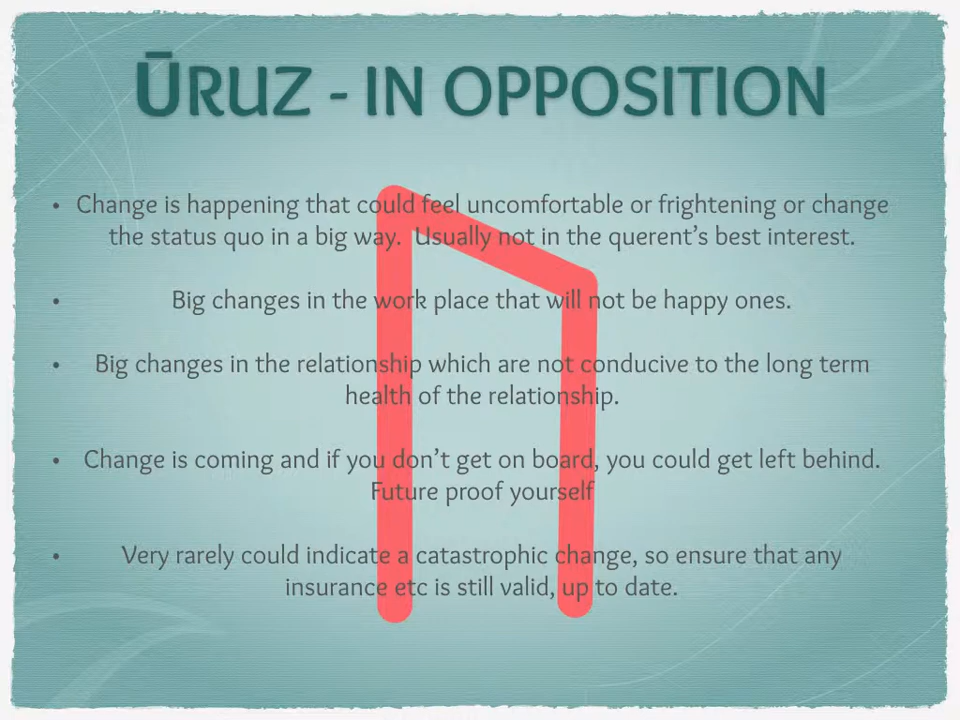 ŪRUZ - IN OPPOSITION
• Change is happening that could feel uncomfortable or frightening or change
the status quo in a big way.  Usually not in the querent’s best interest.
• Big changes in the work place that will not be happy ones.
• Big changes in the relationship which are not conducive to the long term
health of the relationship.
• Change is coming and if you don’t get on board, you could get left behind.
Future proof yourself
• Very rarely could indicate a catastrophic change, so ensure that any
insurance etc is still valid, up to date.